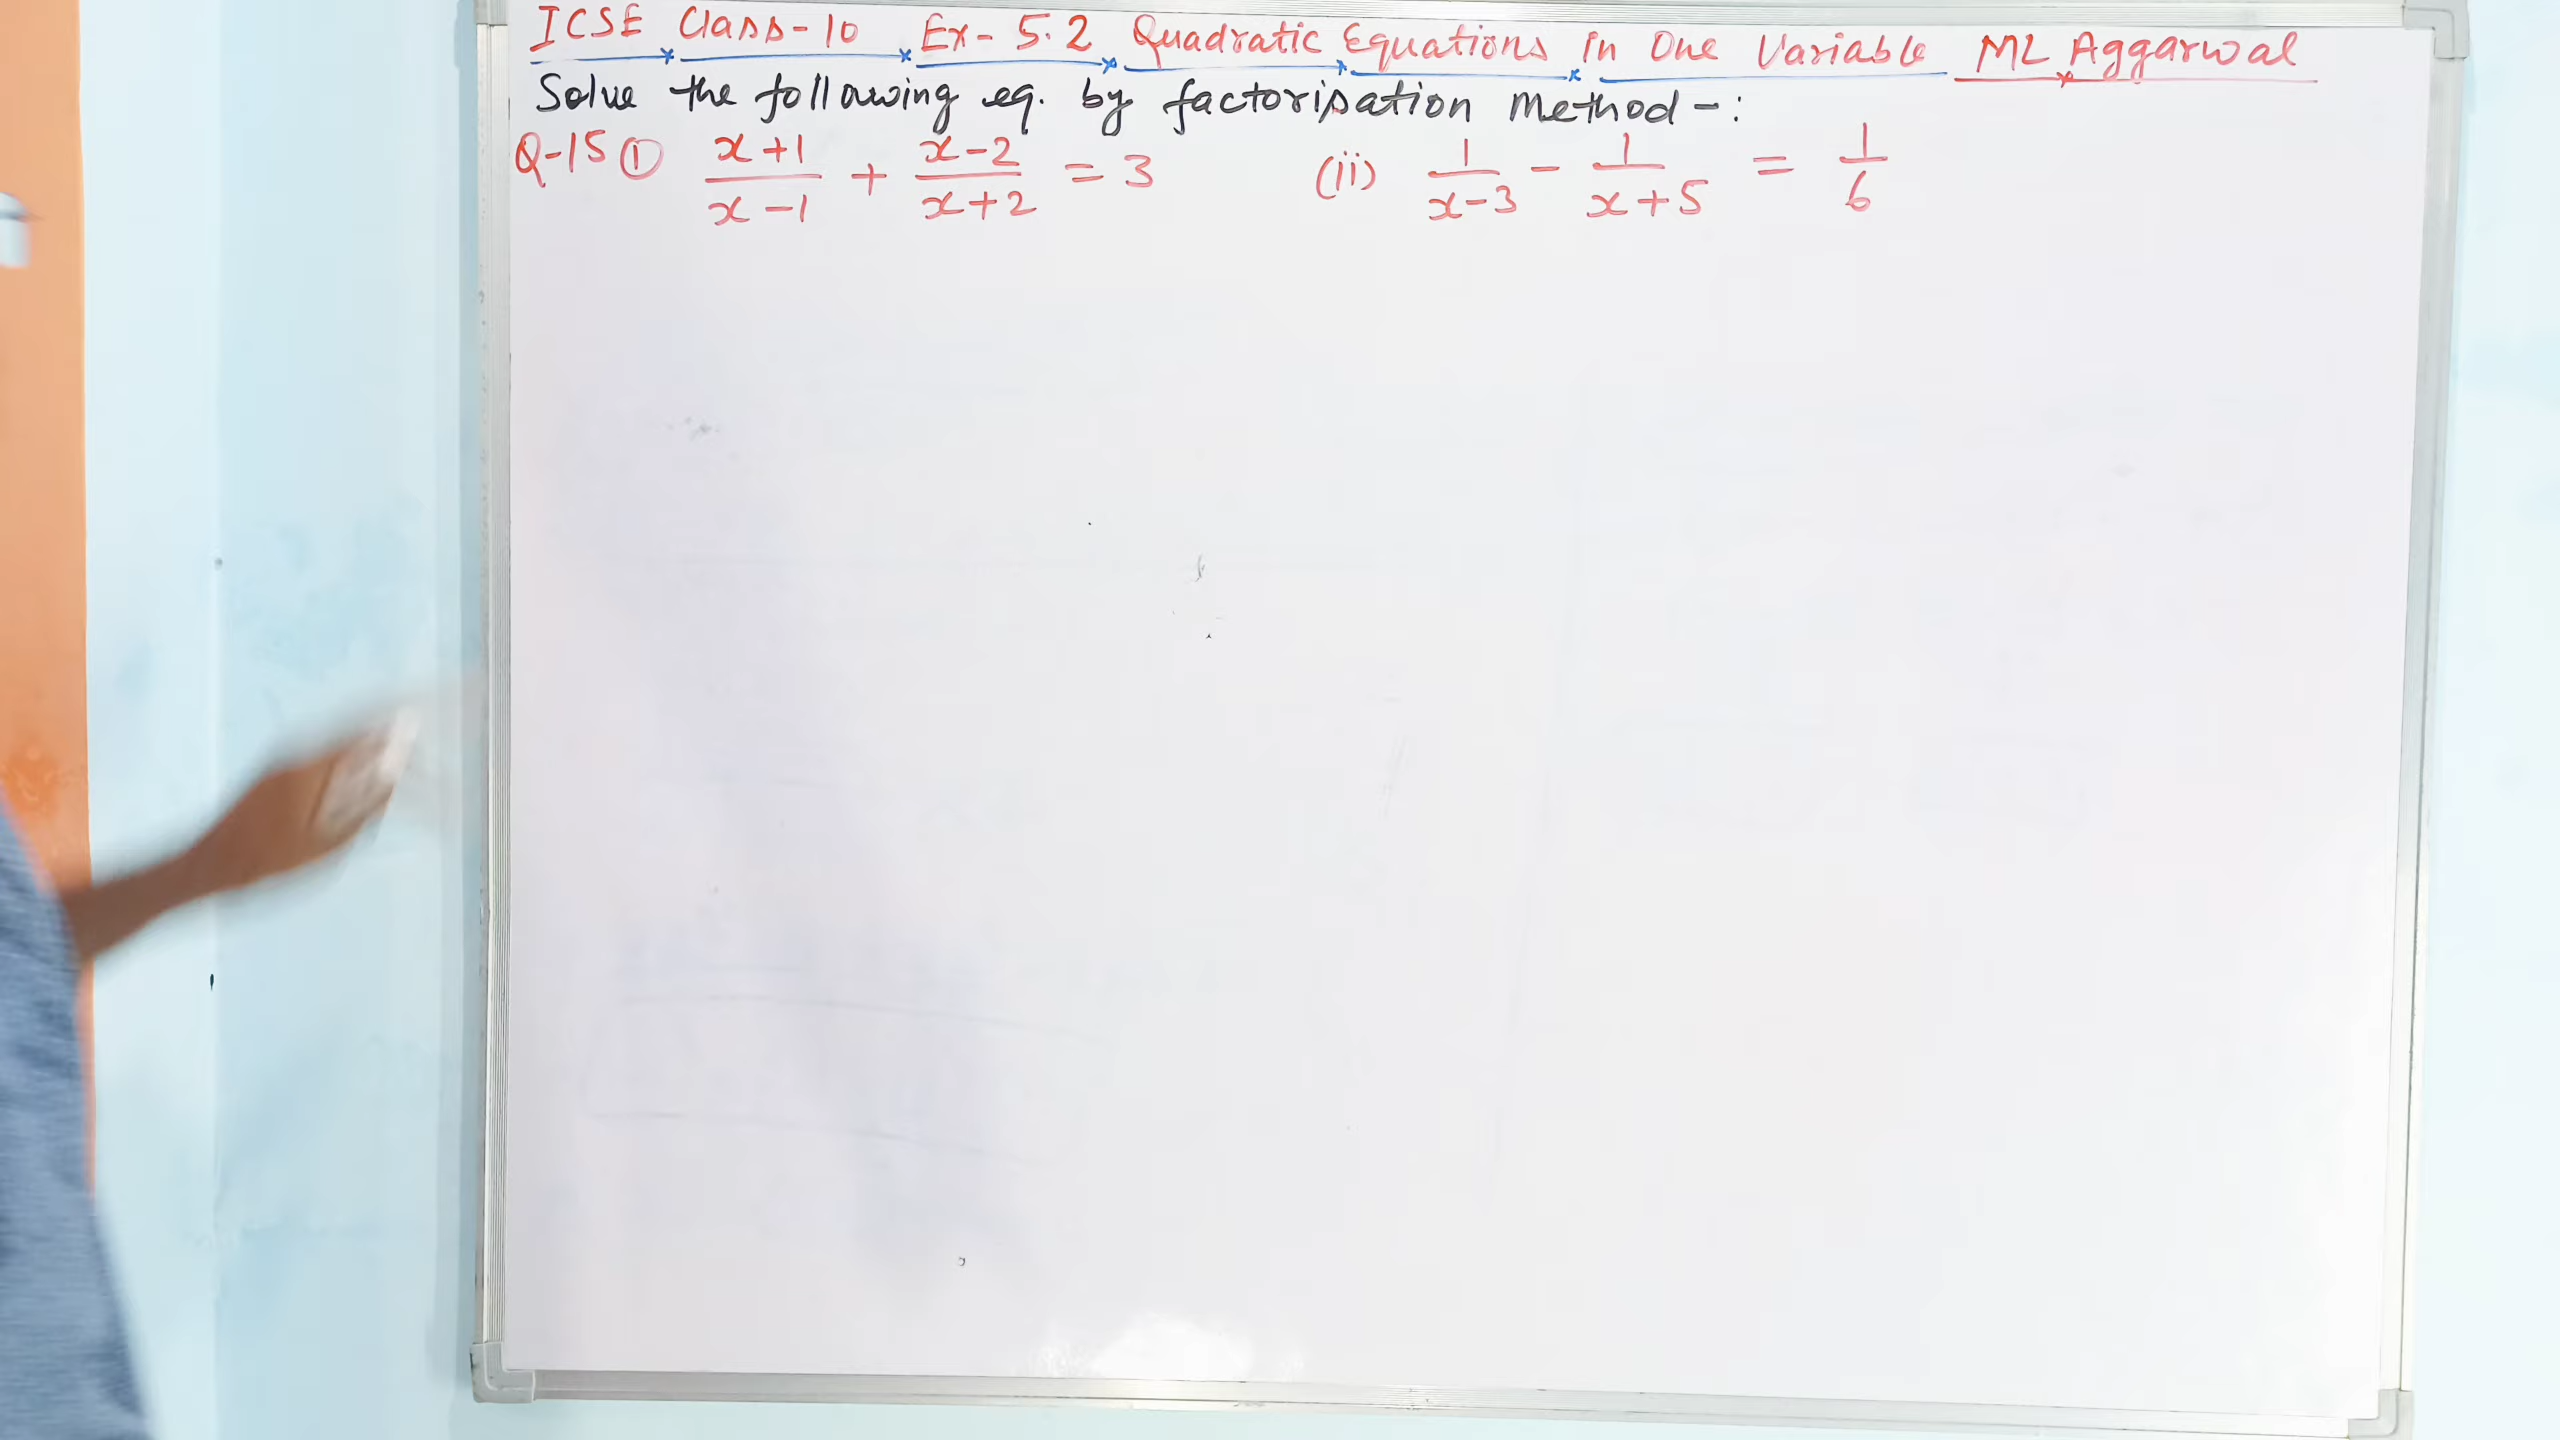 ICSE Class-10 Ex-5.2 Quadratic Equations in One Variable ML Aggarwal
Solve the following eq. by factorisation Method-:
Q-15 ① (x+1)/(x-1) + (x-2)/(x+2) = 3 (ii) 1/(x-3) - 1/(x+5) = 1/6